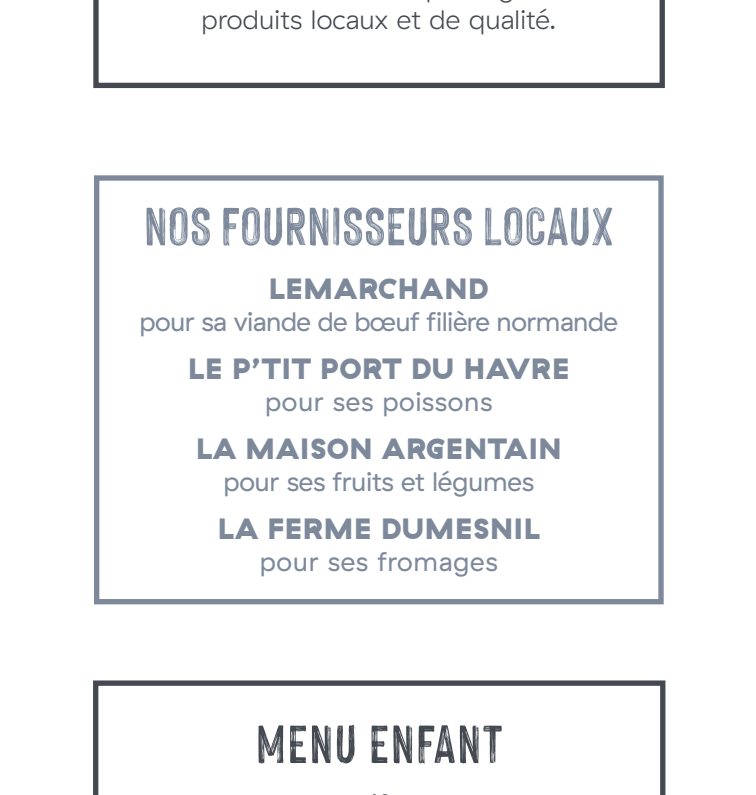 produits locaux et de qualité.
NOS FOURNISSEURS LOCAUX
LEMARCHAND
pour sa viande de bœuf filière normande
LE P’TIT PORT DU HAVRE
pour ses poissons
LA MAISON ARGENTAIN
pour ses fruits et légumes
LA FERME DUMESNIL
pour ses fromages
MENU ENFANT